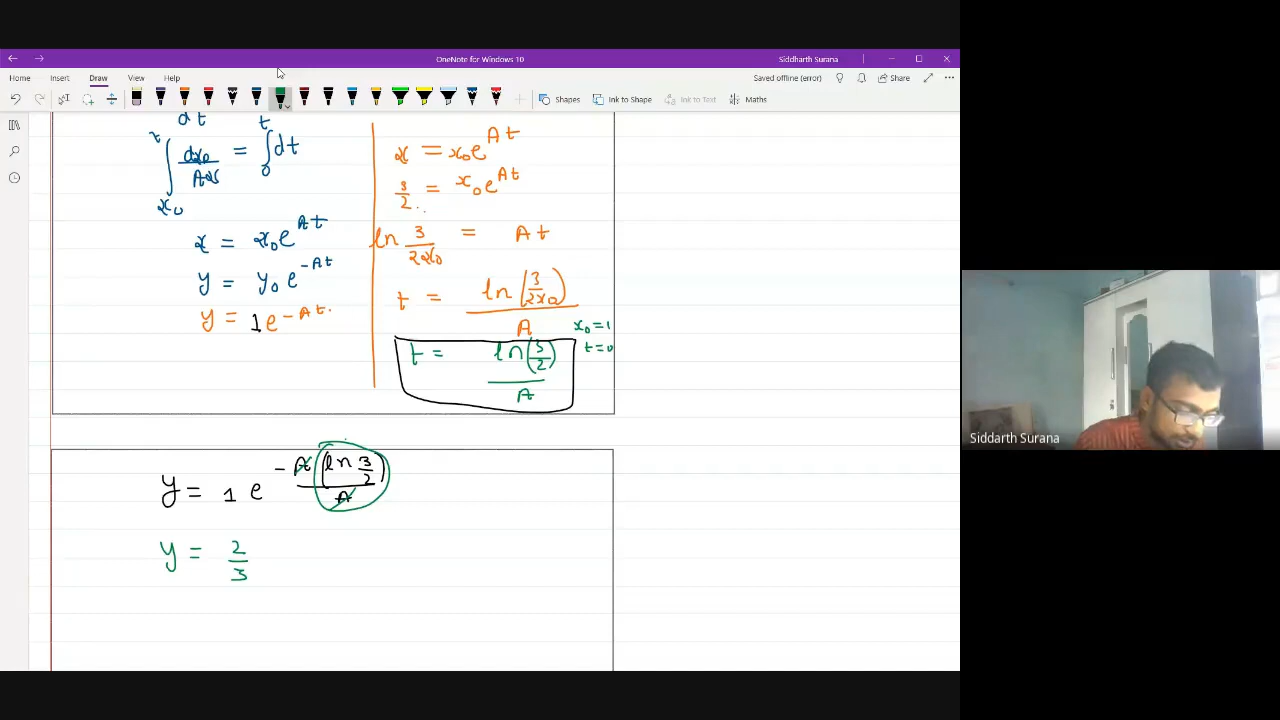 OneNote for Windows 10
Siddharth Surana
Home Insert Draw View Help
Saved offline (error)
Share
Shapes
Ink to Shape
Ink to Text
Maths
dt
∫ x₀ x dx₀/Ax = ∫ 0 t dt
x = x₀e^At
y = y₀e^-At
y = 1e^-At.
x = x₀e^At
3/2 = x₀e^At
ln 3/2x₀ = At
t = ln(3/2x₀)/A
x₀=1
t=0
t = ln(3/2)/A
y = 1 e^-A(ln 3/2)/A
y = 2/3
Siddarth Surana